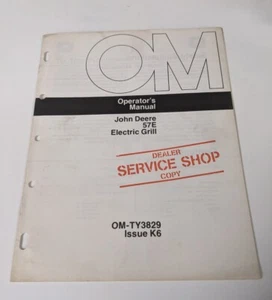 OM
Operator's
Manual
John Deere
57E
Electric Grill
DEALER
SERVICE SHOP
COPY
OM-TY3829
Issue K6